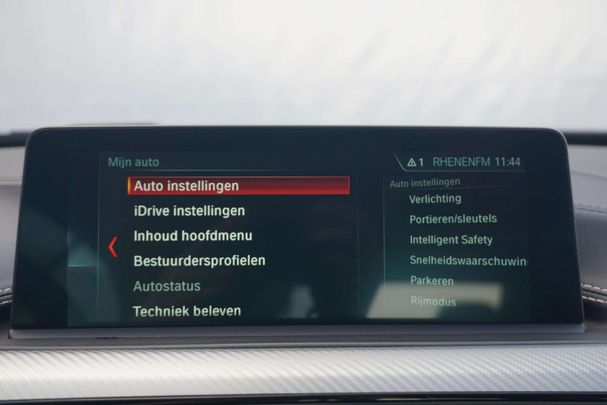 Mijn auto
1 RHENENFM 11:44
Auto instellingen
iDrive instellingen
Inhoud hoofdmenu
Bestuurdersprofielen
Autostatus
Techniek beleven
Auto instellingen
Verlichting
Portieren/sleutels
Intelligent Safety
Snelheidswaarschuwin
Parkeren
Rijmodus